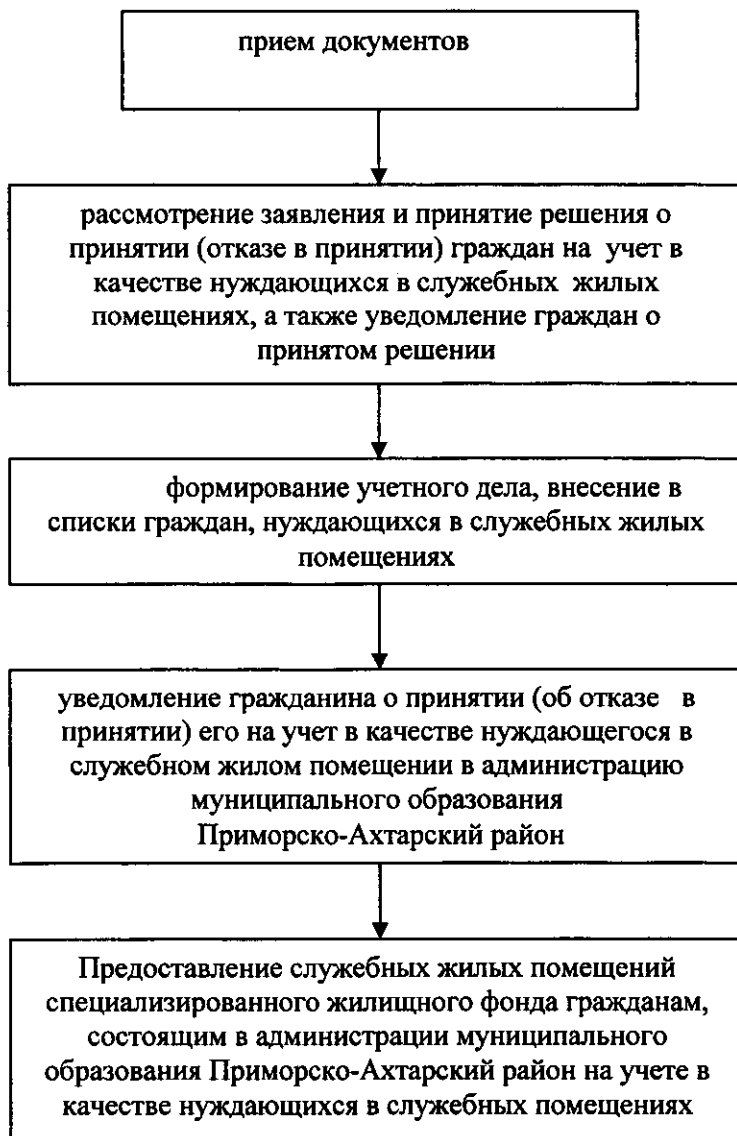 прием документов
рассмотрение заявления и принятие решения о
принятии (отказе в принятии) граждан на учет в
качестве нуждающихся в служебных жилых
помещениях, а также уведомление граждан о
принятом решении
формирование учетного дела, внесение в
списки граждан, нуждающихся в служебных жилых
помещениях
уведомление гражданина о принятии (об отказе в
принятии) его на учет в качестве нуждающегося в
служебном жилом помещении в администрацию
муниципального образования
Приморско-Ахтарский район
Предоставление служебных жилых помещений
специализированного жилищного фонда гражданам,
состоящим в администрации муниципального
образования Приморско-Ахтарский район на учете в
качестве нуждающихся в служебных помещениях